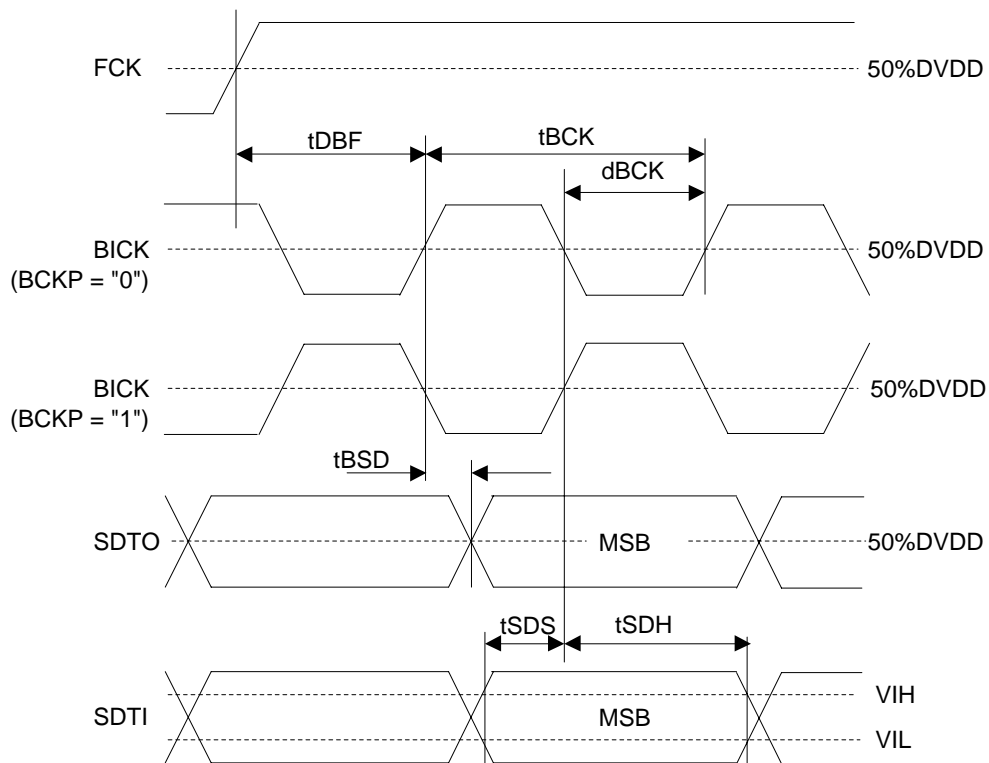 FCK
50%DVDD
tDBF
tBCK
dBCK
BICK
(BCKP = "0")
50%DVDD
BICK
(BCKP = "1")
50%DVDD
tBSD
SDTO
MSB
50%DVDD
tSDS
tSDH
SDTI
MSB
VIH
VIL